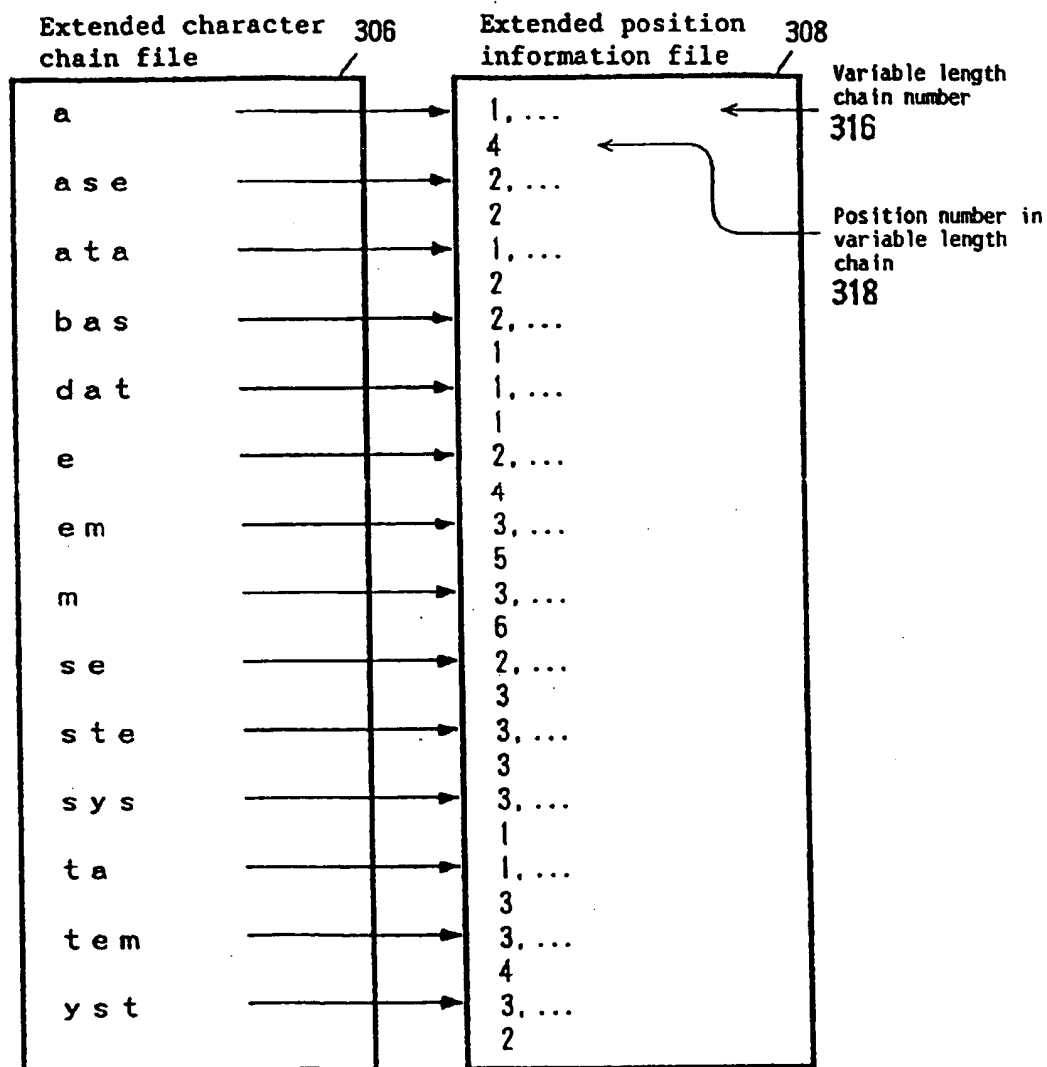 Extended character
chain file
306
Extended position
information file
308
Variable length
chain number
316
Position number in
variable length
chain
318
a
1, ...
4
a s e
2, ...
2
a t a
1, ...
2
b a s
2, ...
1
d a t
1, ...
1
e
2, ...
4
e m
3, ...
5
m
3, ...
6
s e
2, ...
3
s t e
3, ...
3
s y s
3, ...
1
t a
1, ...
3
t e m
3, ...
4
y s t
3, ...
2